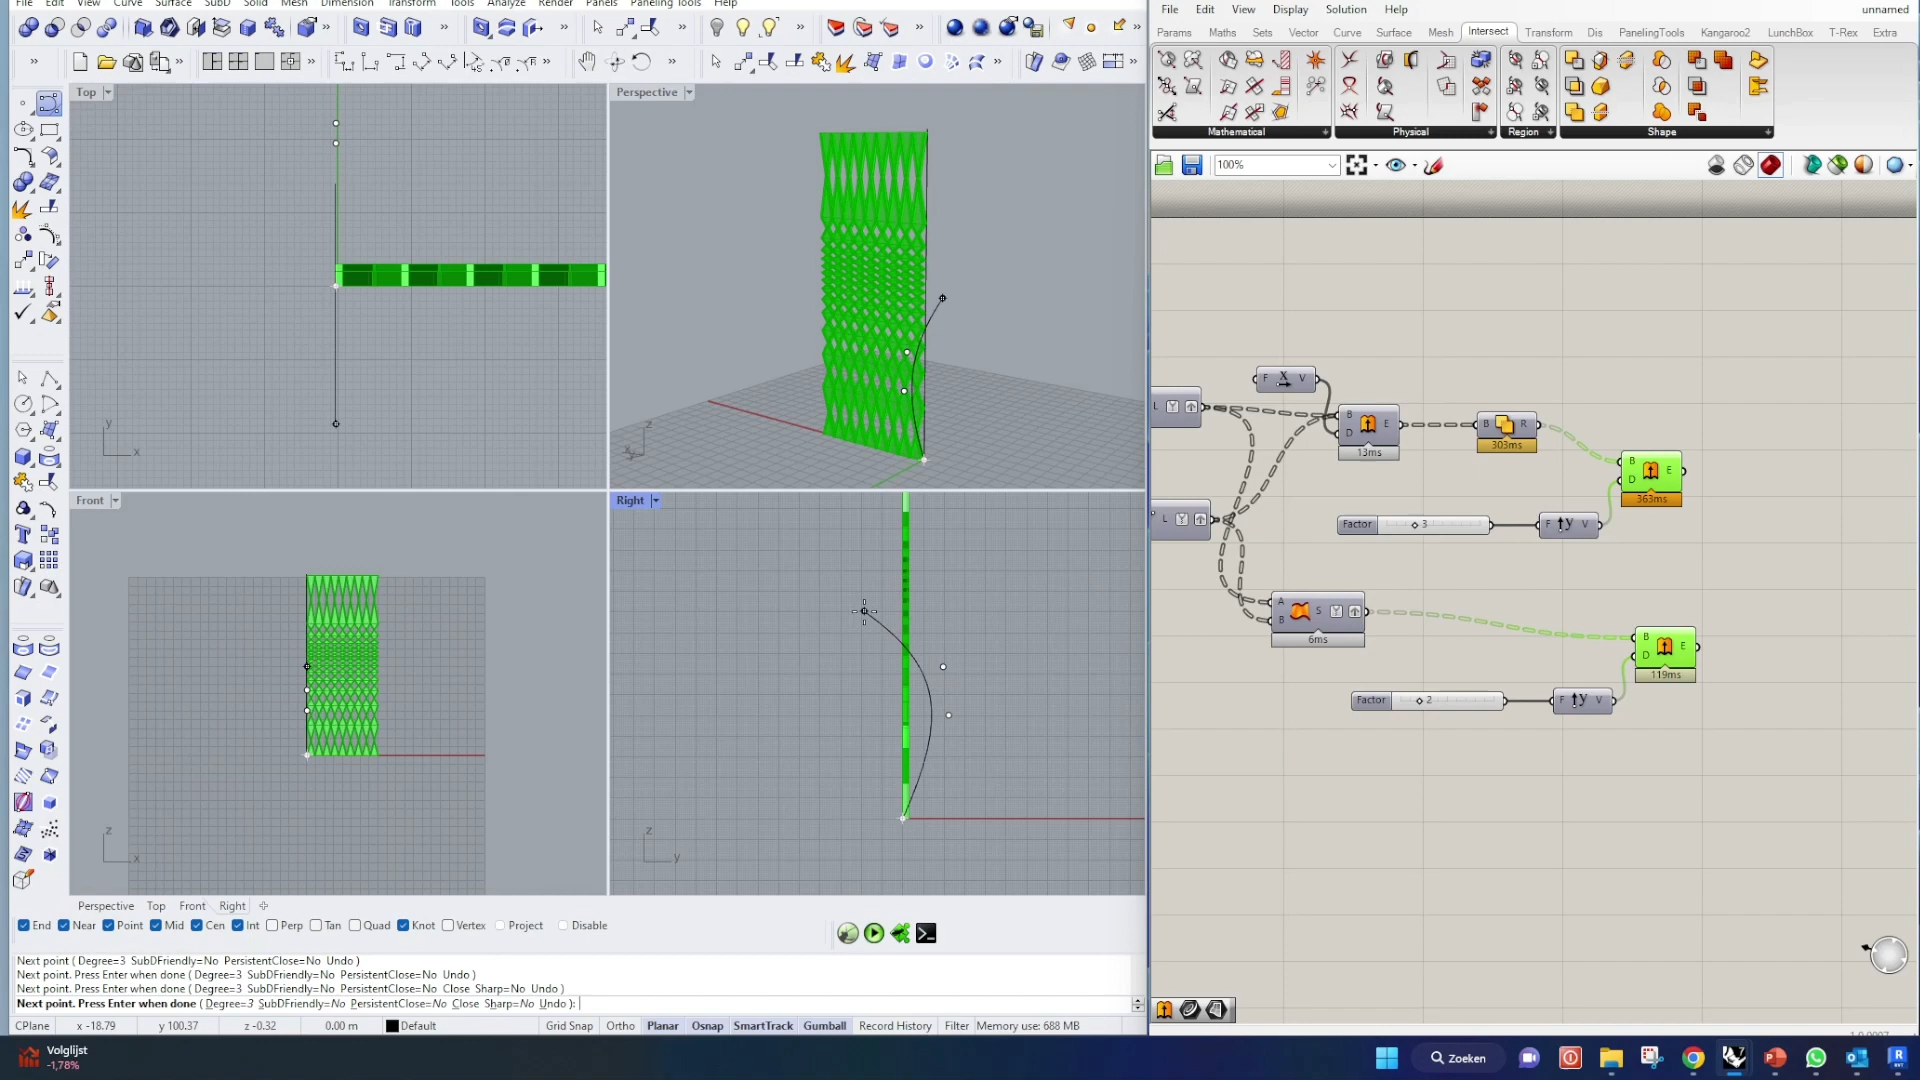 File Edit View Curve Surface SubD Solid Mesh Dimension Transform Tools Analyze Render Panels Paneling Tools Help
File Edit View Display Solution Help
unnamed
Params Maths Sets Vector Curve Surface Mesh Intersect Transform Dis PanelingTools Kangaroo2 LunchBox T-Rex Extra
Top
Perspective
Mathematical
Physical
Region
Shape
100%
y
x
z
Front
Right
z
x
z
y
F X V
L
B
D
E
13ms
B R
303ms
B
D
E
363ms
Factor 3
F y V
L
A
B
S
6ms
B
D
E
119ms
Factor 2
F y V
Perspective Top Front Right
End Near Point Mid Cen Int Perp Tan Quad Knot Vertex Project Disable
Next point ( Degree=3 SubDFriendly=No PersistentClose=No Undo )
Next point. Press Enter when done ( Degree=3 SubDFriendly=No PersistentClose=No Undo )
Next point. Press Enter when done ( Degree=3 SubDFriendly=No PersistentClose=No Close Sharp=No Undo )
Next point. Press Enter when done ( Degree=3 SubDFriendly=No PersistentClose=No Close Sharp=No Undo ):
CPlane x -18.79 y 100.37 z -0.32 0.00 m Default Grid Snap Ortho Planar Osnap SmartTrack Gumball Record History Filter Memory use: 688 MB
Volglijst
-1,78%
Zoeken